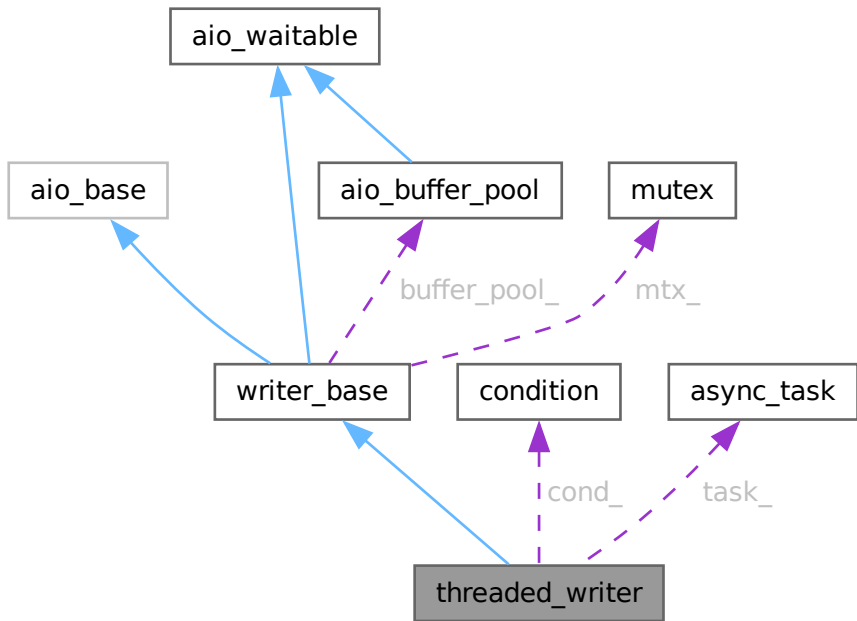 aio_waitable
aio_base
aio_buffer_pool
mutex
buffer_pool_
mtx_
writer_base
condition
async_task
cond_
task_
threaded_writer